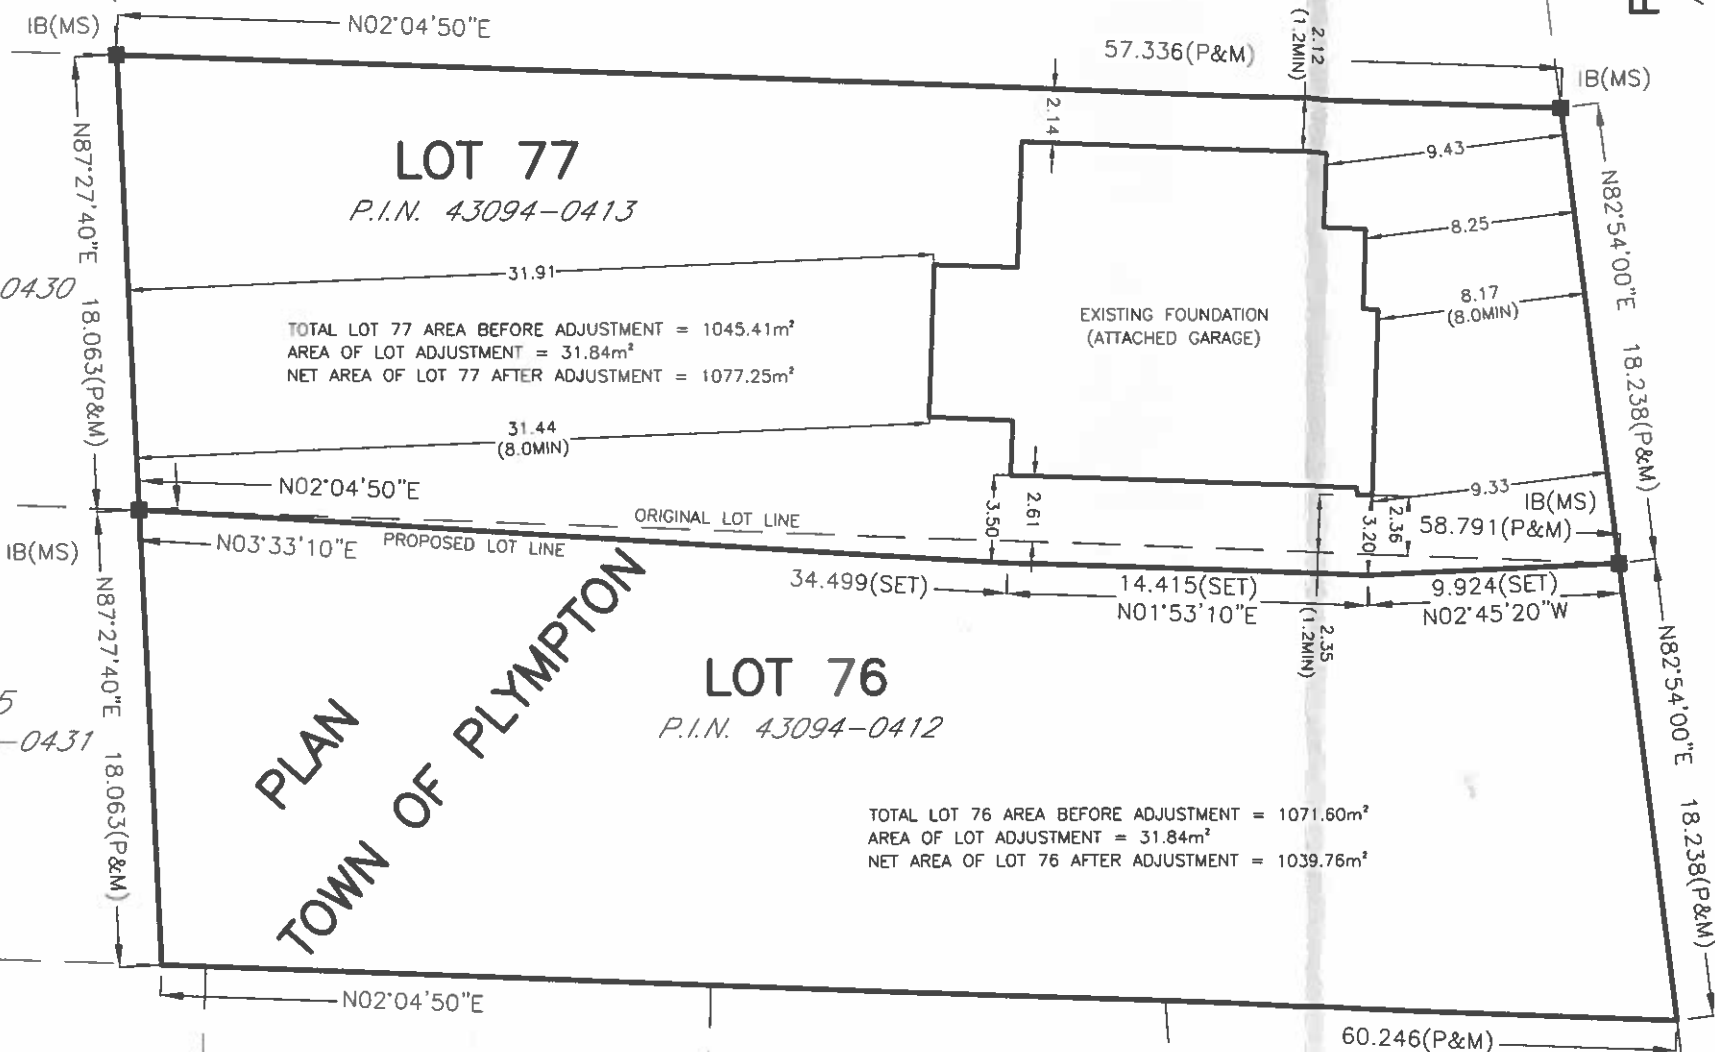 IB(MS)
N02°04'50"E
57.336(P&M)
2.12
(1.2MIN)
IB(MS)
2.14
LOT 77
P.I.N. 43094-0413
N87°27'40"E 18.063(P&M)
9.43
8.25
8.17
(8.0MIN)
N82°54'00"E 18.238(P&M)
0430
31.91
EXISTING FOUNDATION
(ATTACHED GARAGE)
TOTAL LOT 77 AREA BEFORE ADJUSTMENT = 1045.41m²
AREA OF LOT ADJUSTMENT = 31.84m²
NET AREA OF LOT 77 AFTER ADJUSTMENT = 1077.25m²
31.44
(8.0MIN)
N02°04'50"E
9.33
IB(MS)
58.791(P&M)
3.50
2.61
2.36
3.20
ORIGINAL LOT LINE
PROPOSED LOT LINE
IB(MS)
N03°33'10"E
34.499(SET)
14.415(SET)
N01°53'10"E
9.924(SET)
N02°45'20"W
2.35
(1.2MIN)
N87°27'40"E 18.063(P&M)
N82°54'00"E 18.238(P&M)
LOT 76
P.I.N. 43094-0412
5
-0431
PLAN
TOWN OF PLYMPTON
TOTAL LOT 76 AREA BEFORE ADJUSTMENT = 1071.60m²
AREA OF LOT ADJUSTMENT = 31.84m²
NET AREA OF LOT 76 AFTER ADJUSTMENT = 1039.76m²
N02°04'50"E
60.246(P&M)